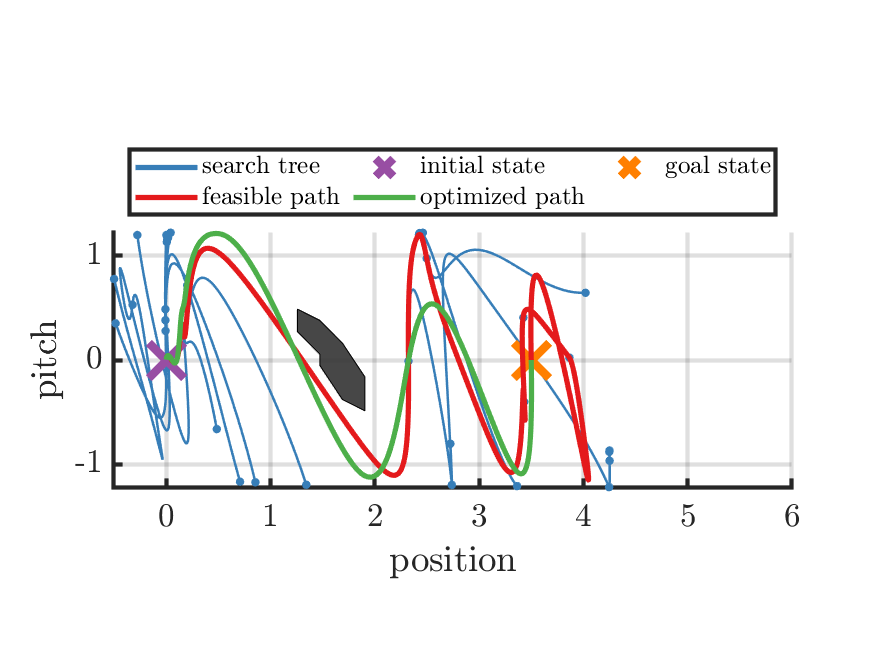 search tree initial state goal state
feasible path optimized path
1
0
-1
pitch
0 1 2 3 4 5 6
position